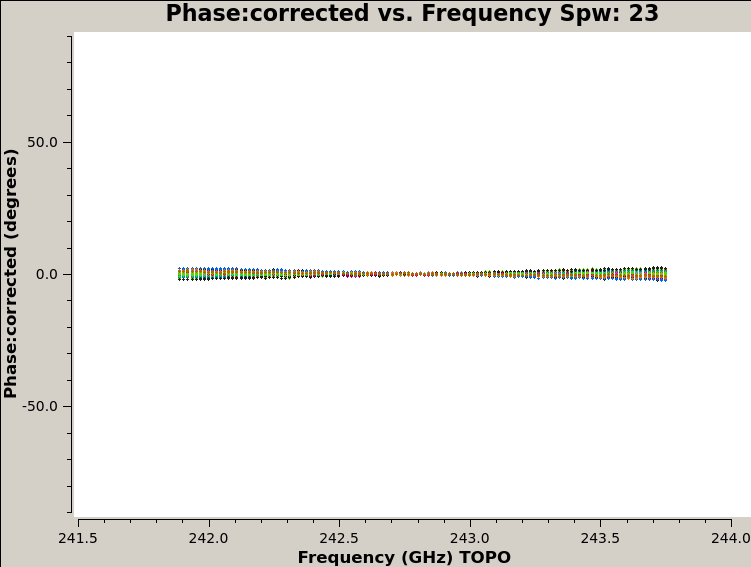 Phase:corrected vs. Frequency Spw: 23
Phase:corrected (degrees)
50.0
0.0
-50.0
241.5 242.0 242.5 243.0 243.5 244.0
Frequency (GHz) TOPO